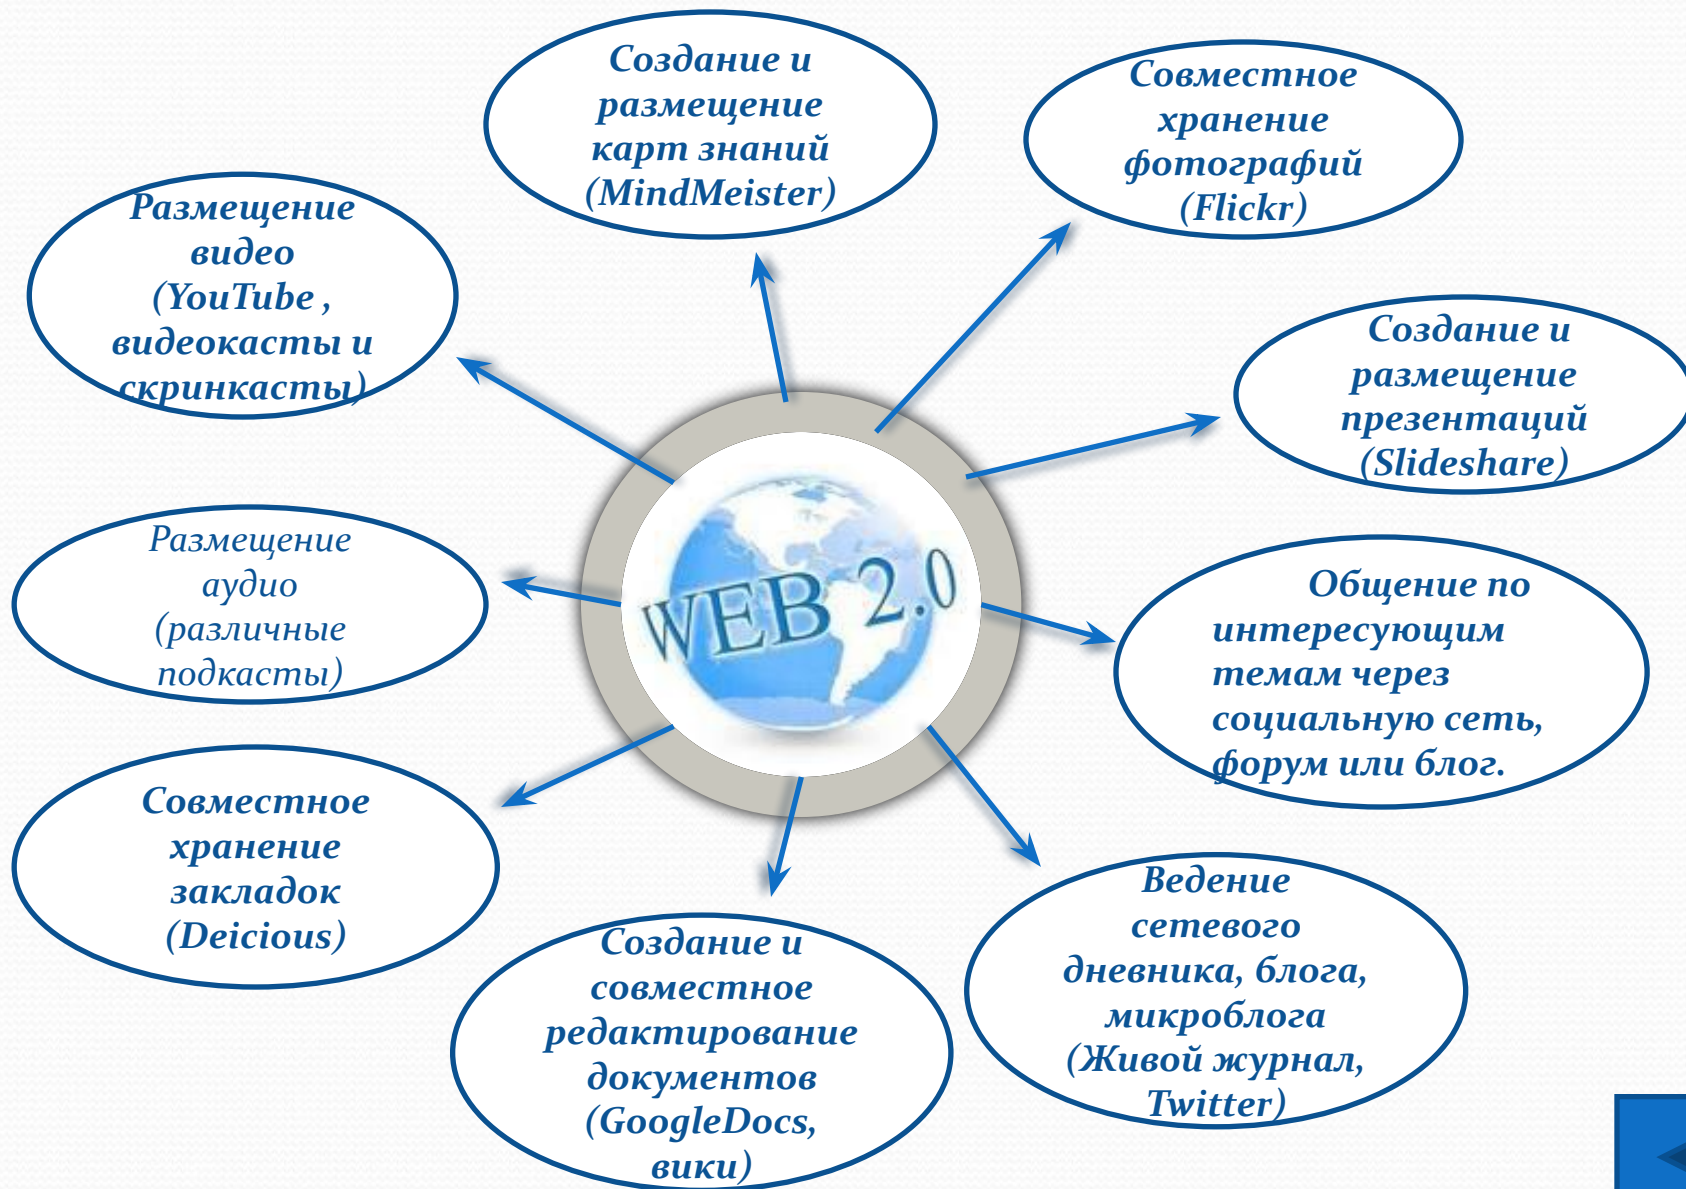 Создание и
размещение
карт знаний
(MindMeister)
Совместное
хранение
фотографий
(Flickr)
Размещение
видео
(YouTube ,
видеокасты и
скринкасты)
Создание и
размещение
презентаций
(Slideshare)
Размещение
аудио
(различные
подкасты)
WEB 2.0
Общение по
интересующим
темам через
социальную сеть,
форум или блог.
Совместное
хранение
закладок
(Deicious)
Создание и
совместное
редактирование
документов
(GoogleDocs,
вики)
Ведение
сетевого
дневника, блога,
микроблога
(Живой журнал,
Twitter)